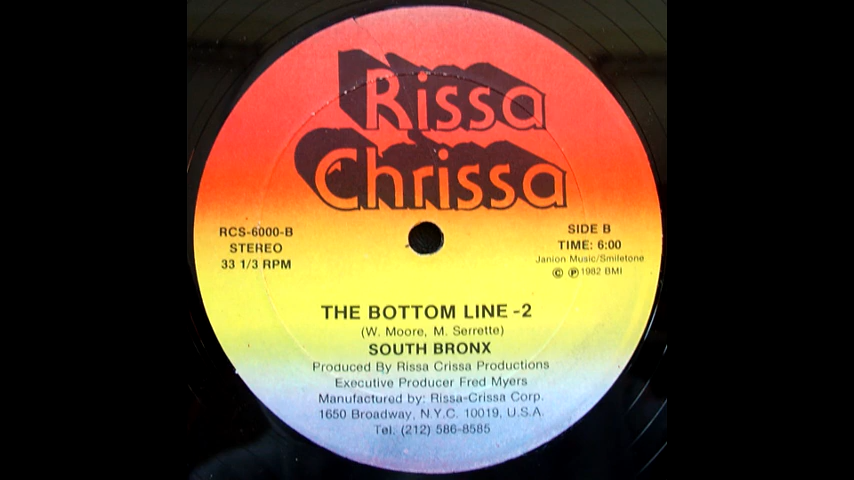 Rissa
Chrissa
RCS-6000-B
STEREO
33 1/3 RPM
SIDE B
TIME: 6:00
Janion Music/Smiletone
© ℗ 1982 BMI
THE BOTTOM LINE -2
(W. Moore, M. Serrette)
SOUTH BRONX
Produced By Rissa Crissa Productions
Executive Producer Fred Myers
Manufactured by: Rissa-Crissa Corp.
1650 Broadway, N.Y.C. 10019, U.S.A.
Tel. (212) 586-8585